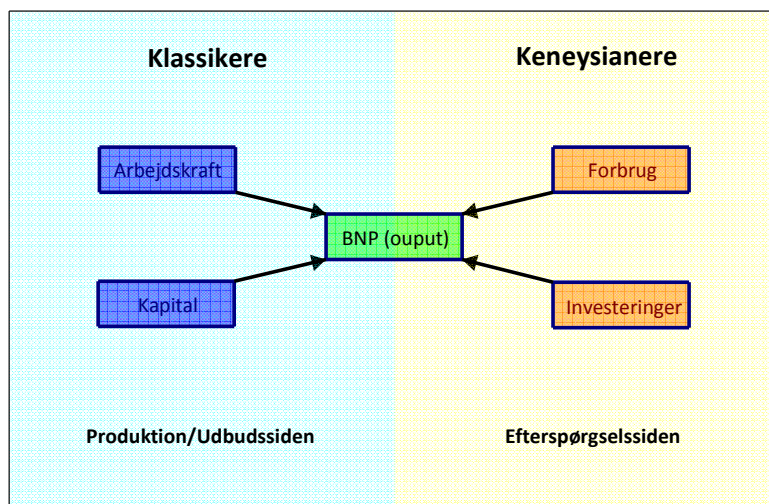 Klassikere
Keneysianere
Arbejdskraft
Forbrug
BNP (ouput)
Kapital
Investeringer
Produktion/Udbudssiden
Efterspørgselssiden